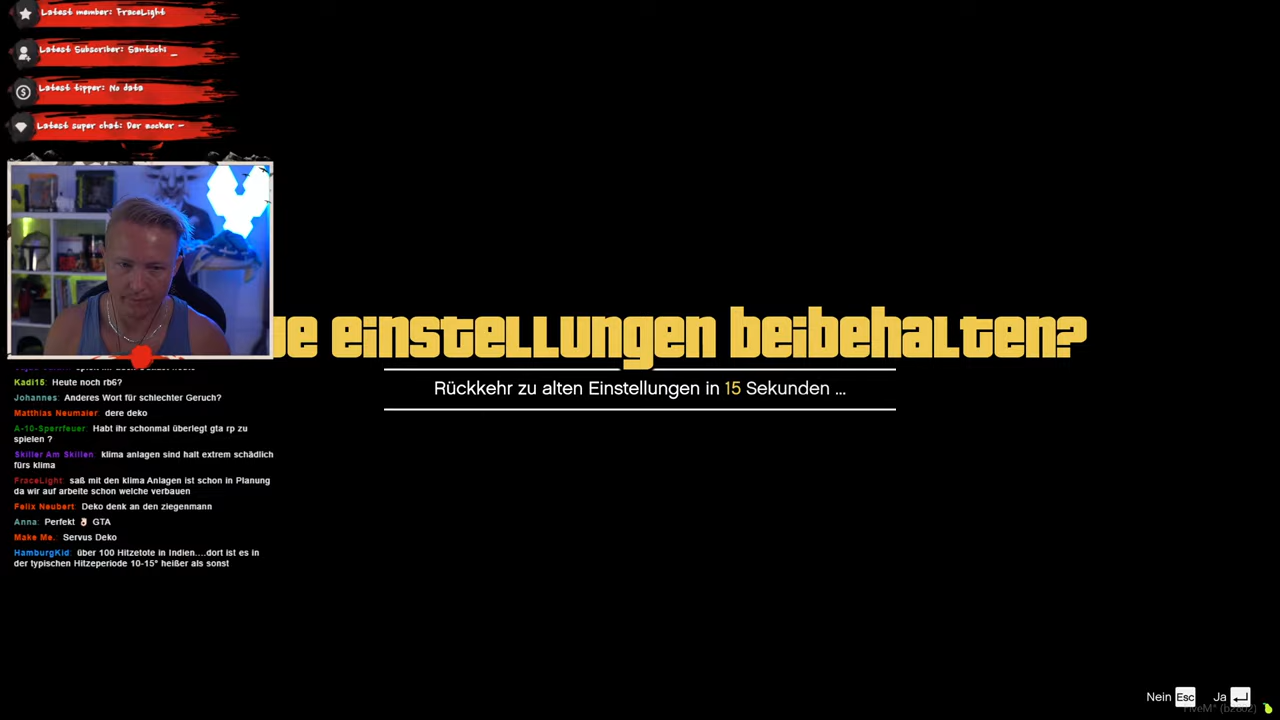 Latest member: FraceLight
Latest Subscriber: Santschi _
Latest tipper: No data
Latest super chat: Der zocker -
ue einstellungen beibehalten?
Rückkehr zu alten Einstellungen in 15 Sekunden ...
Kadi15: Heute noch rb6?
Johannes: Anderes Wort für schlechter Geruch?
Matthias Neumaier: dere deko
A-10-Sperrfeuer: Habt ihr schonmal überlegt gta rp zu
spielen ?
Skiller Am Skillen klima anlagen sind halt extrem schädlich
fürs klima
FraceLight: saß mit den klima Anlagen ist schon in Planung
da wir auf arbeite schon welche verbauen
Felix Neubert: Deko denk an den ziegenmann
Anna: Perfekt 👌🏻 GTA
Make Me. Servus Deko
HamburgKid: über 100 Hitzetote in Indien....dort ist es in
der typischen Hitzeperiode 10-15° heißer als sonst
Nein Esc Ja
FiveM* (b2802)